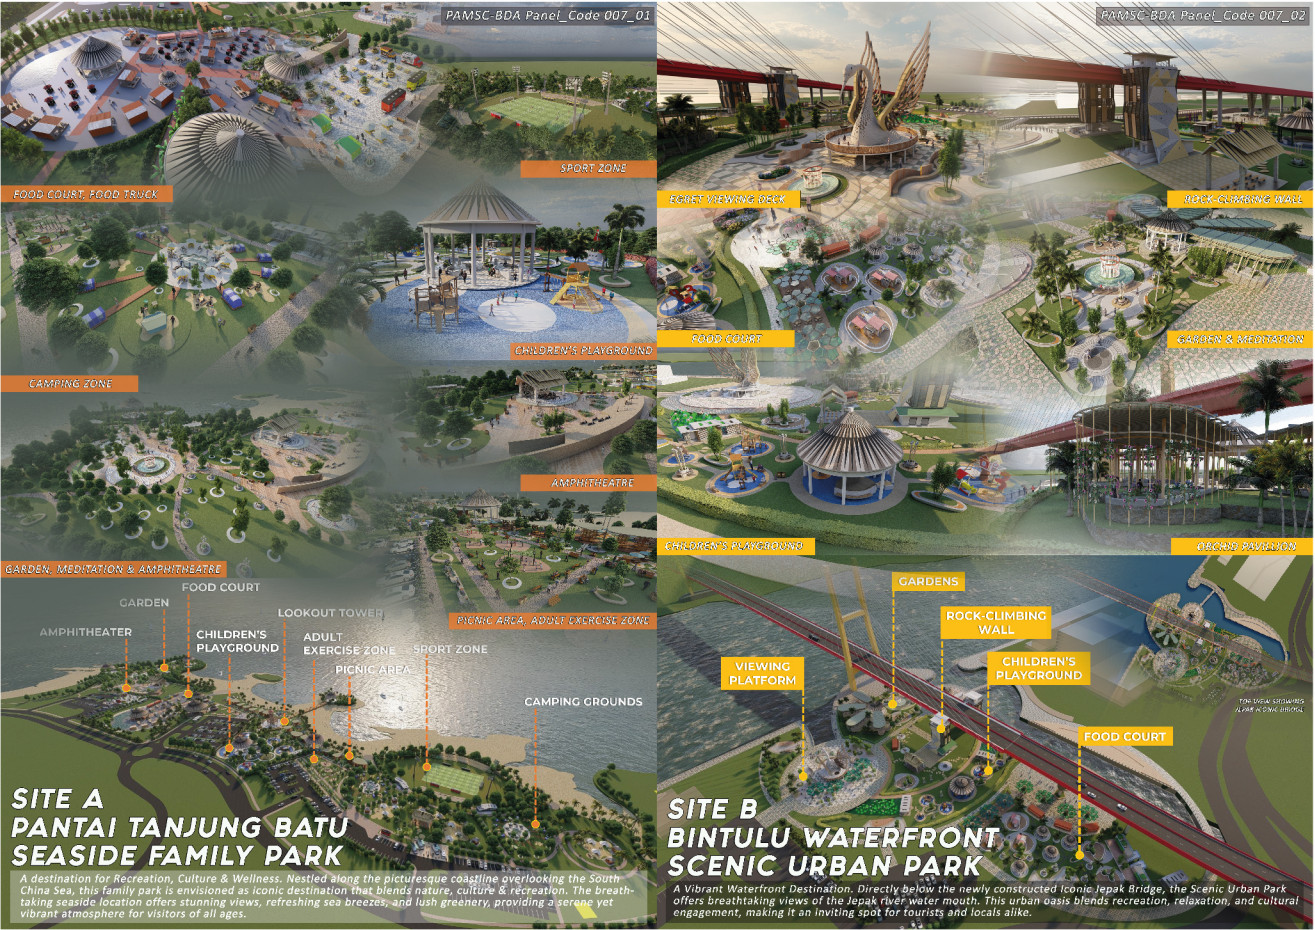 PAMSC-BDA Panel_Code 007_01
SPORT ZONE
FOOD COURT, FOOD TRUCK
CHILDREN'S PLAYGROUND
CAMPING ZONE
AMPHITHEATRE
GARDEN, MEDITATION & AMPHITHEATRE
PICNIC AREA, ADULT EXERCISE ZONE
FOOD COURT
GARDEN
LOOKOUT TOWER
AMPHITHEATER
CHILDREN'S
PLAYGROUND
ADULT
EXERCISE ZONE
SPORT ZONE
PICNIC AREA
CAMPING GROUNDS
SITE A
PANTAI TANJUNG BATU
SEASIDE FAMILY PARK
A destination for Recreation, Culture & Wellness. Nestled along the picturesque coastline overlooking the South
China Sea, this family park is envisioned as iconic destination that blends nature, culture & recreation. The breath-
taking seaside location offers stunning views, refreshing sea breezes, and lush greenery, providing a serene yet
vibrant atmosphere for visitors of all ages.
PAMSC-BDA Panel_Code 007_02
EGRET VIEWING DECK
ROCK-CLIMBING WALL
FOOD COURT
GARDEN & MEDITATION
CHILDREN'S PLAYGROUND
ORCHID PAVILLION
GARDENS
ROCK-CLIMBING
WALL
VIEWING
PLATFORM
CHILDREN'S
PLAYGROUND
TOP VIEW SHOWING
JEPAK ICONIC BRIDGE
FOOD COURT
SITE B
BINTULU WATERFRONT
SCENIC URBAN PARK
A Vibrant Waterfront Destination. Directly below the newly constructed Iconic Jepak Bridge, the Scenic Urban Park
offers breathtaking views of the Jepak river water mouth. This urban oasis blends recreation, relaxation, and cultural
engagement, making it an inviting spot for tourists and locals alike.